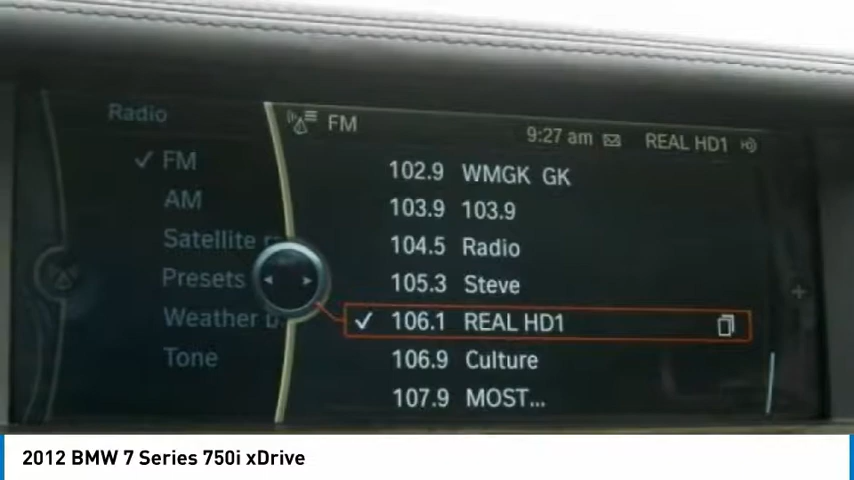 Radio
FM
AM
Satellite
Presets
Weather
Tone
FM
9:27 am
REAL HD1
102.9 WMGK GK
103.9 103.9
104.5 Radio
105.3 Steve
106.1 REAL HD1
106.9 Culture
107.9 MOST...
2012 BMW 7 Series 750i xDrive